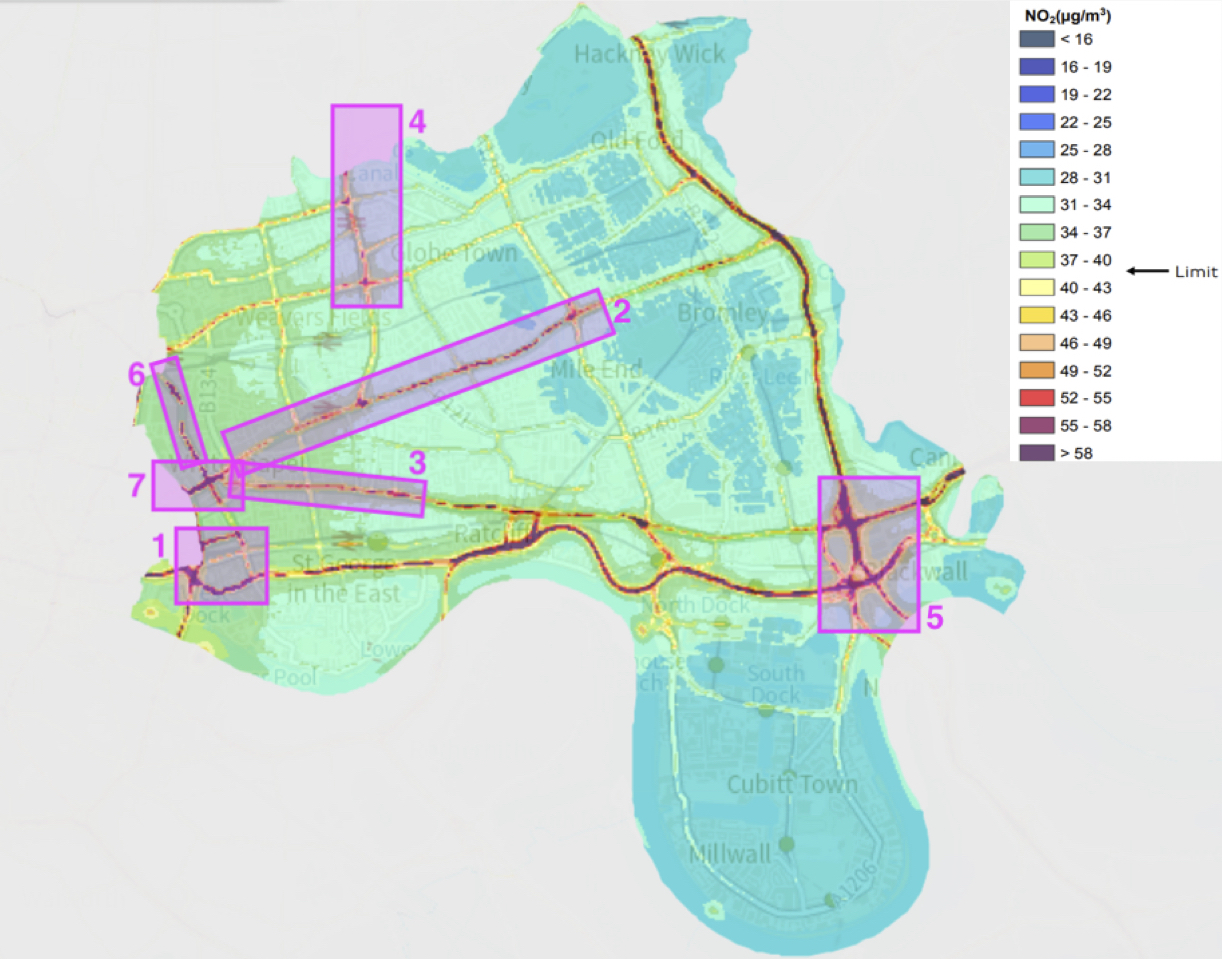 NO₂(µg/m³)
< 16
16 - 19
19 - 22
22 - 25
25 - 28
28 - 31
31 - 34
34 - 37
37 - 40
Limit
40 - 43
43 - 46
46 - 49
49 - 52
52 - 55
55 - 58
> 58
Hackney Wick
4
Old Ford
Globe Town
2
Weavers Fields
Bromley
6
B134
Mile End
3
7
1
Ratcliff
St George
in the East
Blackwall
North Dock
5
Lowe
Pool
South
Dock
N
Cubitt Town
Millwall
A1206